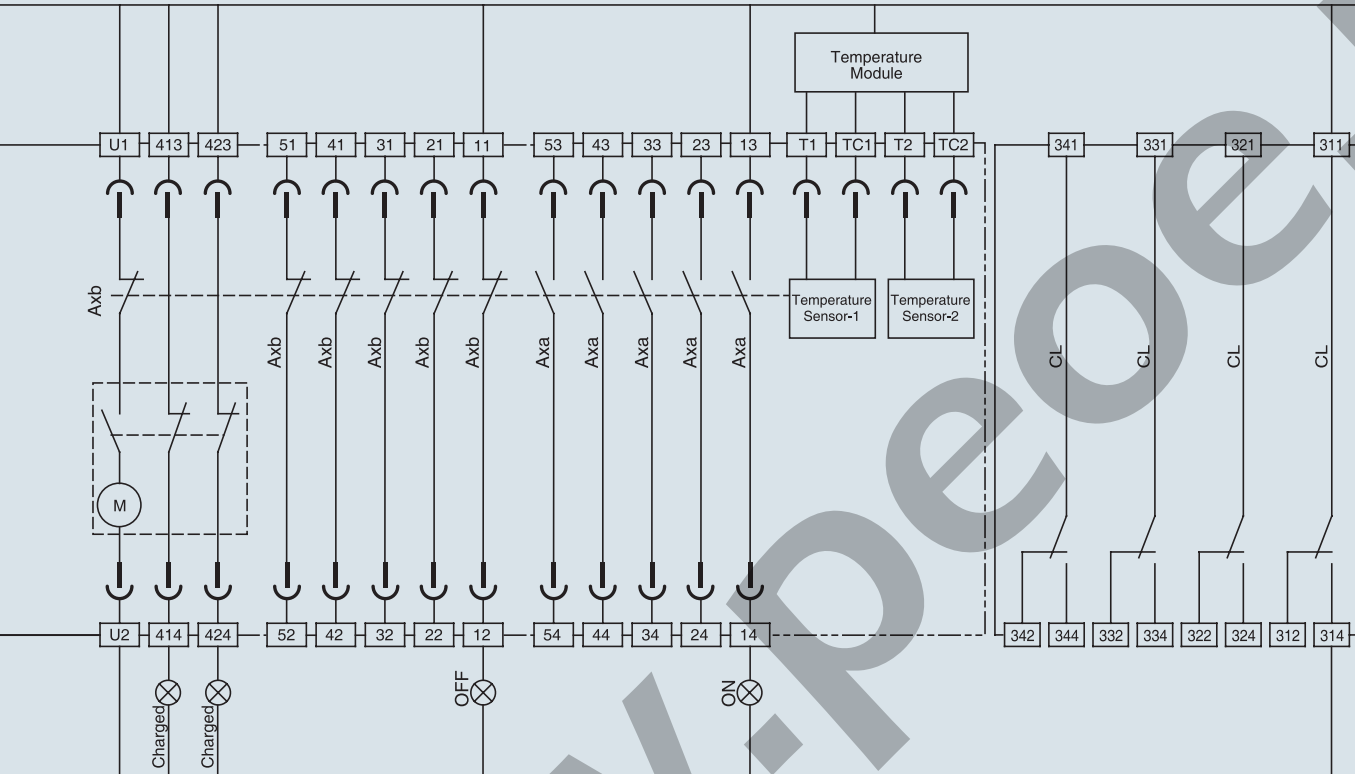 Temperature
Module
U1 413 423 51 41 31 21 11 53 43 33 23 13 T1 TC1 T2 TC2 341 331 321 311
Axb
Temperature
Sensor-1
Temperature
Sensor-2
Axb Axb Axb Axb Axb Axa Axa Axa Axa Axa CL CL CL CL
M
U2 414 424 52 42 32 22 12 54 44 34 24 14 342 344 332 334 322 324 312 314
Charged Charged OFF ON
y.peoe.